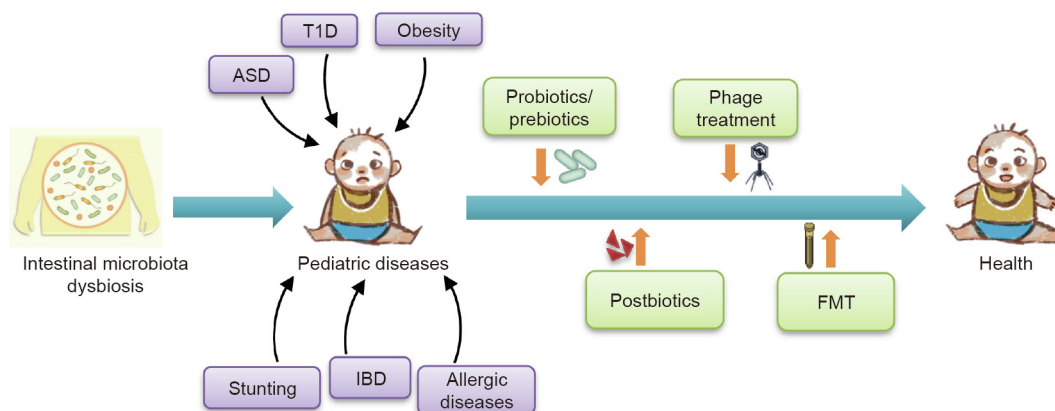 T1D
Obesity
ASD
Probiotics/
prebiotics
Phage
treatment
Intestinal microbiota
dysbiosis
Pediatric diseases
Health
Postbiotics
FMT
Stunting
IBD
Allergic
diseases